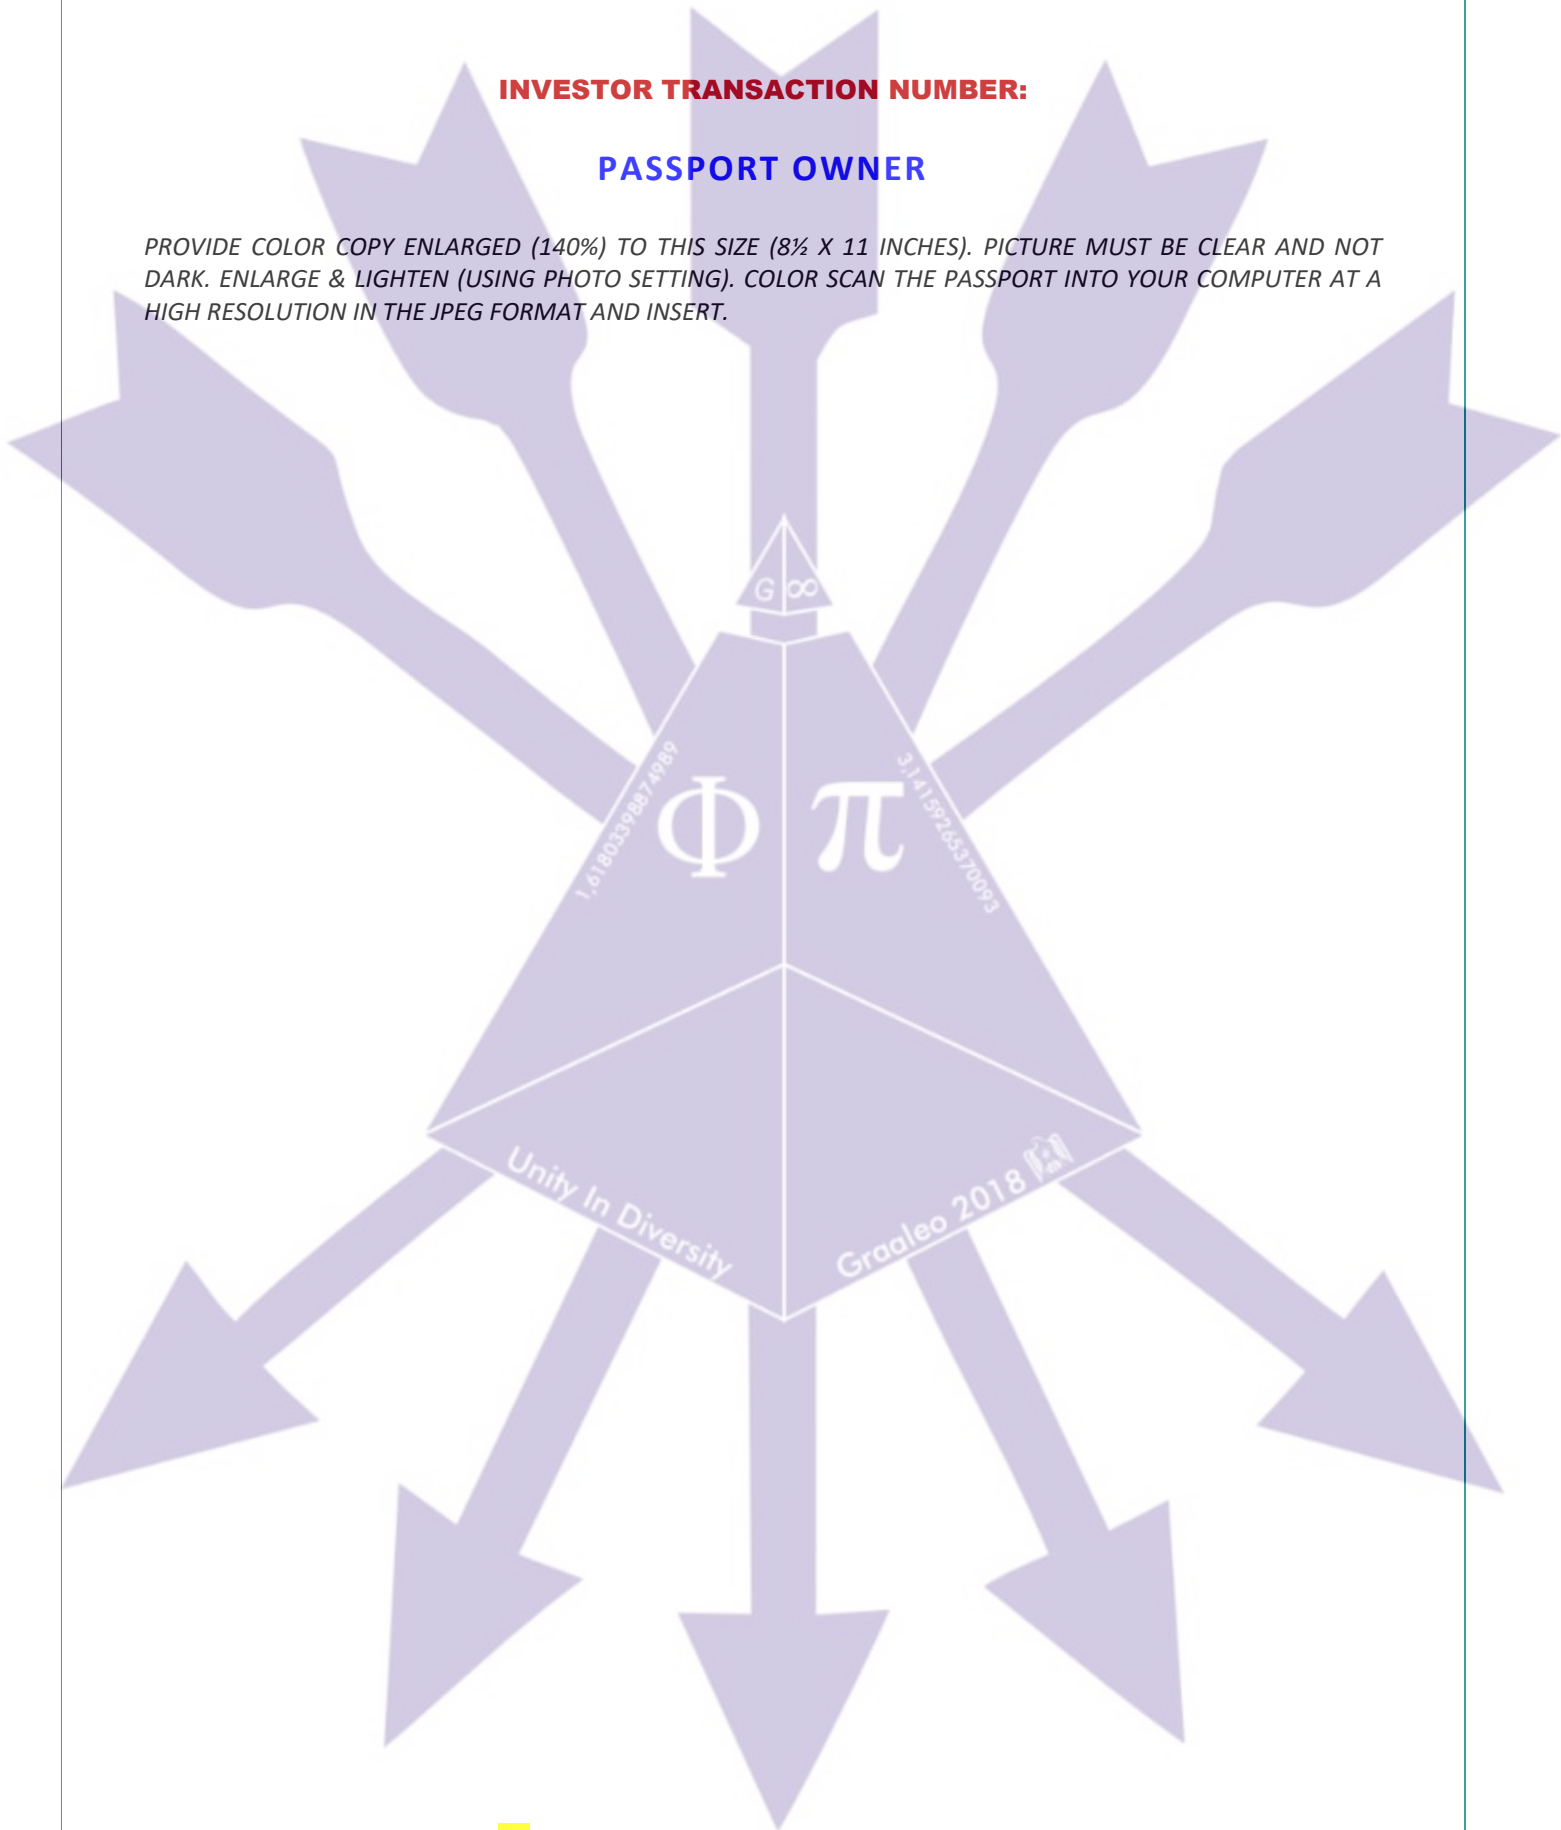 INVESTOR TRANSACTION NUMBER:
PASSPORT OWNER
PROVIDE COLOR COPY ENLARGED (140%) TO THIS SIZE (8½ X 11 INCHES). PICTURE MUST BE CLEAR AND NOT
DARK. ENLARGE & LIGHTEN (USING PHOTO SETTING). COLOR SCAN THE PASSPORT INTO YOUR COMPUTER AT A
HIGH RESOLUTION IN THE JPEG FORMAT AND INSERT.
G ∞
1,61803398874989
Φ π
3,14159265370093
Unity In Diversity
Graaleo 2018